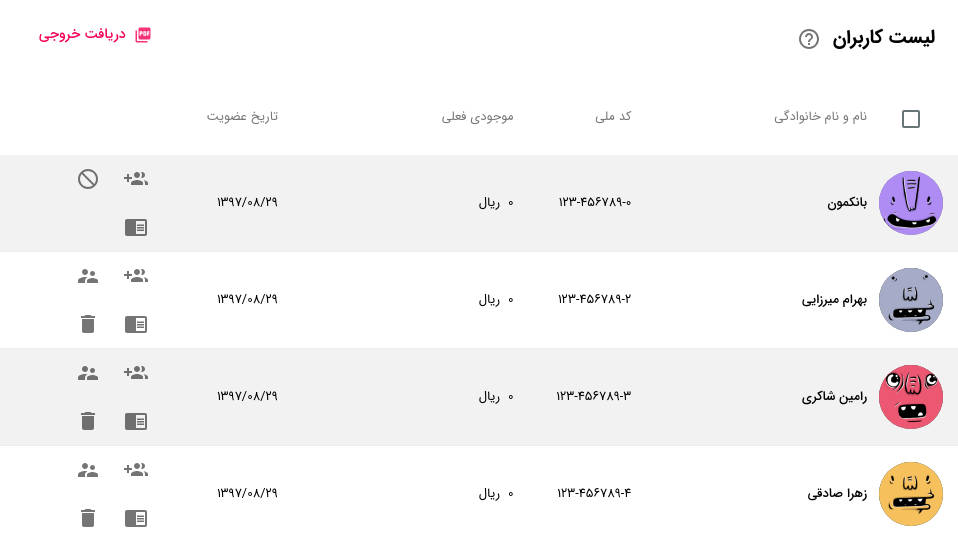 لیست کاربران
دریافت خروجی
نام و نام خانوادگی کد ملی موجودی فعلی تاریخ عضویت
بانکمون ۱۲۳-۴۵۶۷۸۹-۰ ۰ ریال ۱۳۹۷/۰۸/۲۹
بهرام میرزایی ۱۲۳-۴۵۶۷۸۹-۲ ۰ ریال ۱۳۹۷/۰۸/۲۹
رامین شاکری ۱۲۳-۴۵۶۷۸۹-۳ ۰ ریال ۱۳۹۷/۰۸/۲۹
زهرا صادقی ۱۲۳-۴۵۶۷۸۹-۴ ۰ ریال ۱۳۹۷/۰۸/۲۹